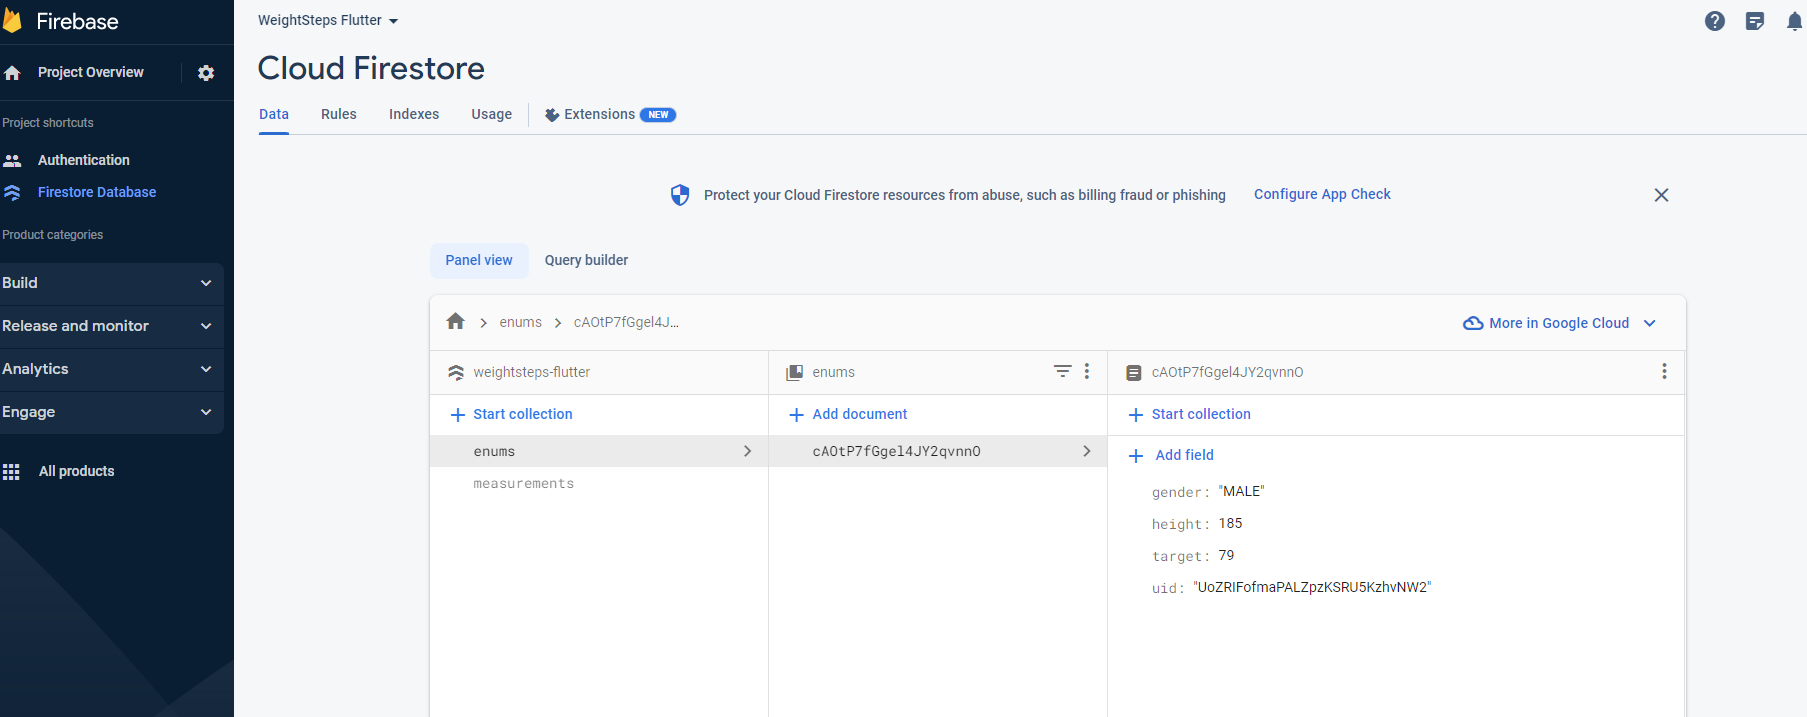 Firebase
Project Overview
Project shortcuts
Authentication
Firestore Database
Product categories
Build
Release and monitor
Analytics
Engage
All products
WeightSteps Flutter
Cloud Firestore
Data Rules Indexes Usage Extensions NEW
Protect your Cloud Firestore resources from abuse, such as billing fraud or phishing Configure App Check
Panel view Query builder
enums cAOtP7fGgel4J...
More in Google Cloud
weightsteps-flutter
Start collection
enums
measurements
enums
Add document
cAOtP7fGgel4JY2qvnnO
cAOtP7fGgel4JY2qvnnO
Start collection
Add field
gender: "MALE"
height: 185
target: 79
uid: "UoZRIFofmaPALZpzKSRU5KzhvNW2"